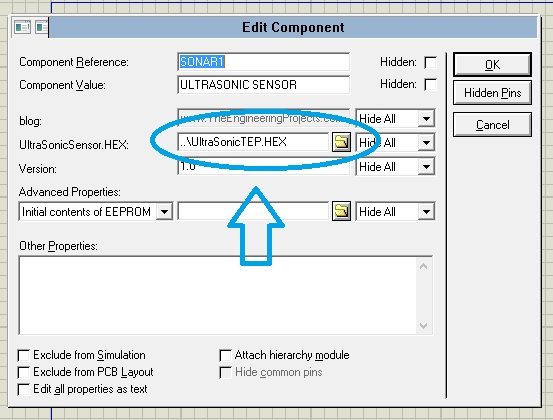 Edit Component
Component Reference: SONAR1 Hidden:
Component Value: ULTRASONIC SENSOR Hidden:
OK
Hidden Pins
Cancel
blog: www.TheEngineeringProjects.co Hide All
UltraSonicSensor.HEX: ..\UltraSonicTEP.HEX Hide All
Version: 1.0 Hide All
Advanced Properties:
Initial contents of EEPROM Hide All
Other Properties:
Exclude from Simulation Attach hierarchy module
Exclude from PCB Layout Hide common pins
Edit all properties as text